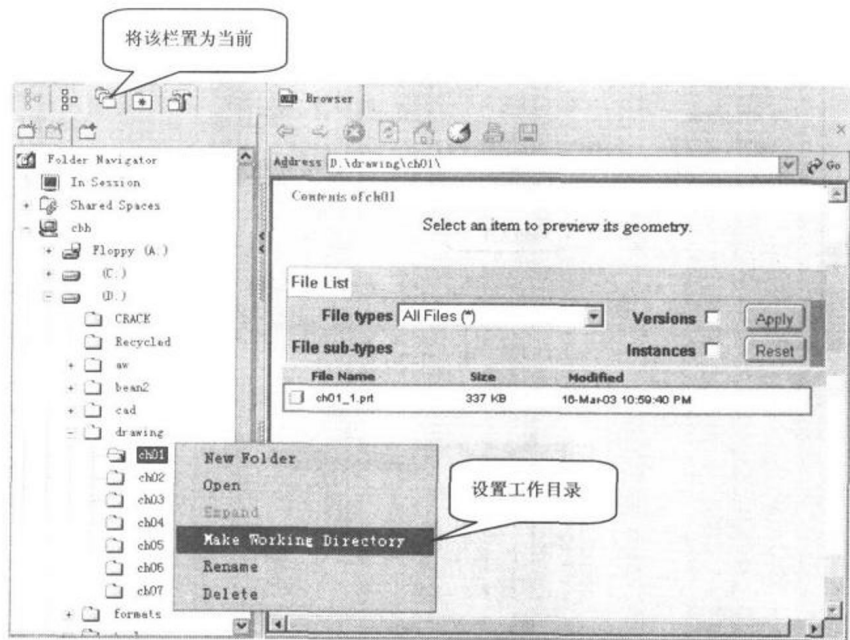 将该栏置为当前
Browser
Folder Navigator
In Session
Shared Spaces
cbh
Floppy (A:)
(C:)
(D:)
CRACK
Recycled
aw
bean2
cad
drawing
ch01
ch02
ch03
ch04
ch05
ch06
ch07
formats
Address D:\drawing\ch01\
Go
Contents of ch01
Select an item to preview its geometry.
File List
File types All Files (*)
Versions
Apply
File sub-types
Instances
Reset
File Name Size Modified
ch01_1.prt 337 KB 16-Mar-03 10:59:40 PM
New Folder
Open
Expand
Make Working Directory
Rename
Delete
设置工作目录